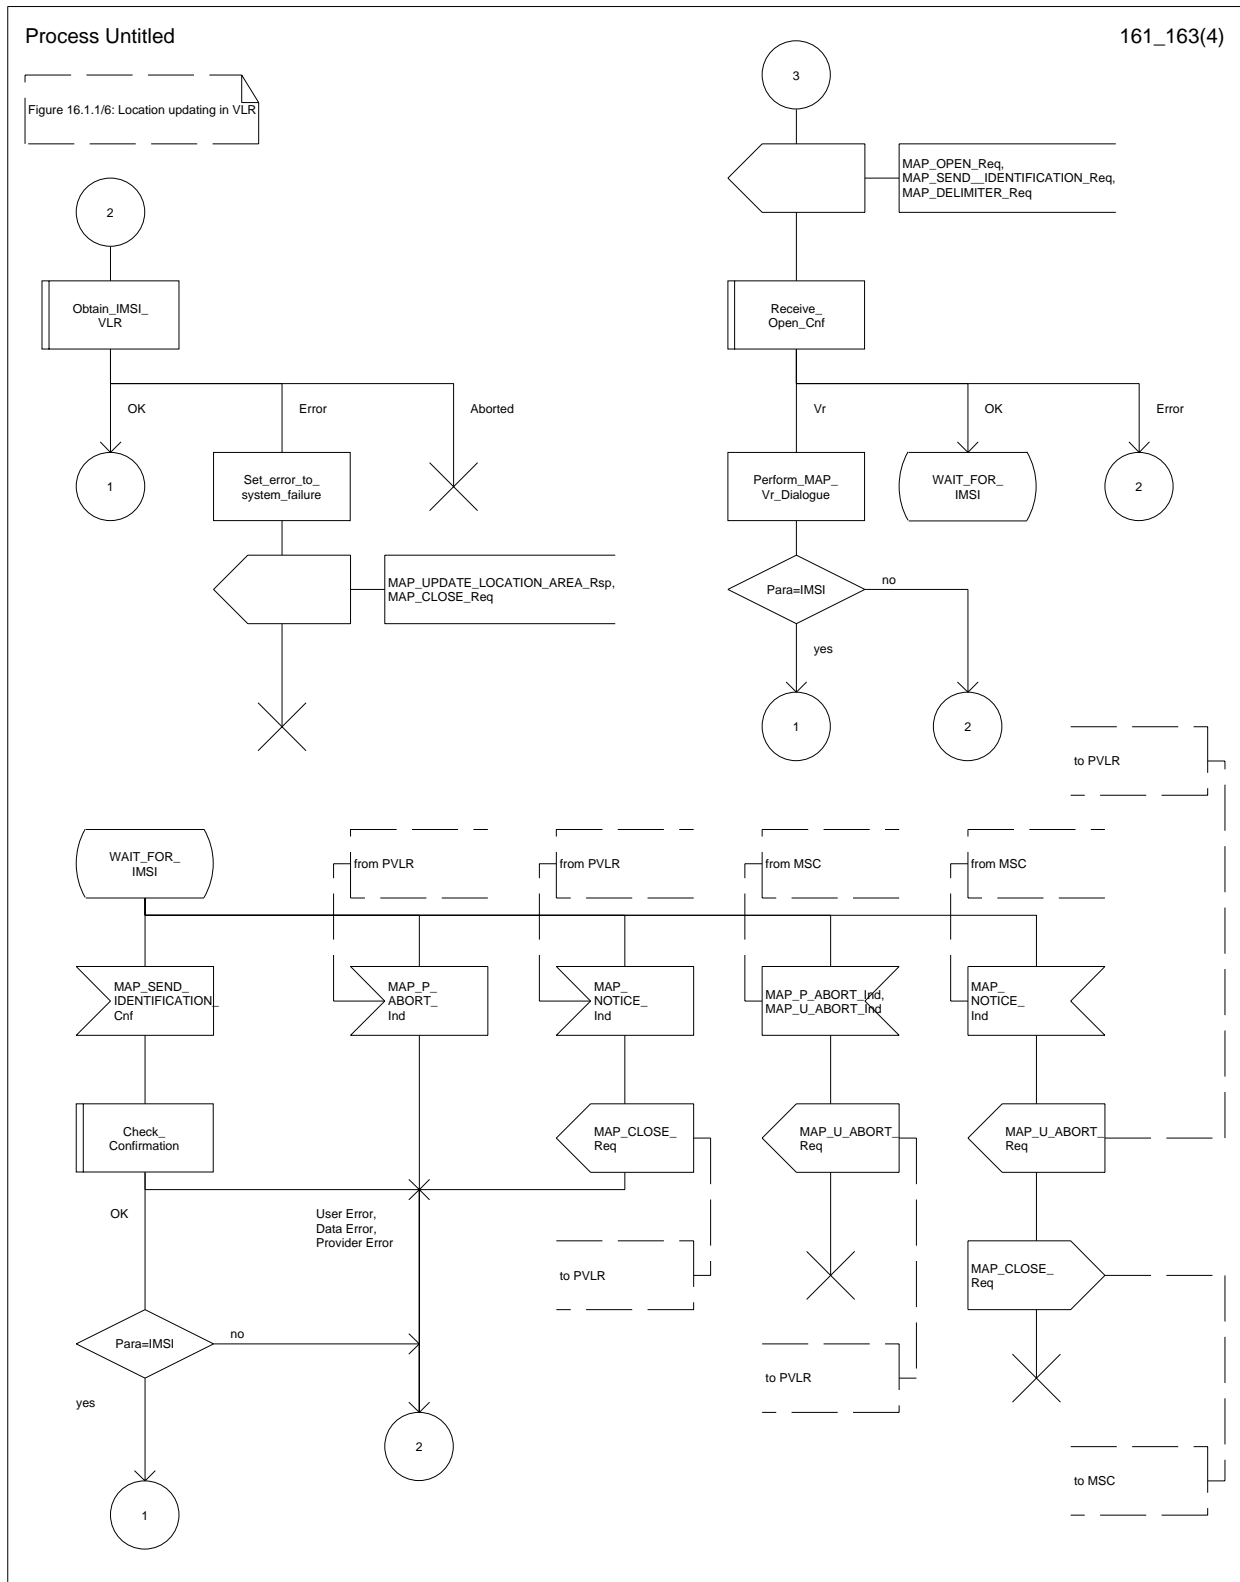 Process Untitled
161_163(4)
Figure 16.1.1/6: Location updating in VLR
3
MAP_OPEN_Req,
MAP_SEND__IDENTIFICATION_Req,
MAP_DELIMITER_Req
2
Obtain_IMSI_
VLR
Receive_
Open_Cnf
OK
Error
Aborted
Vr
OK
Error
1
Set_error_to_
system_failure
Perform_MAP_
Vr_Dialogue
WAIT_FOR_
IMSI
2
MAP_UPDATE_LOCATION_AREA_Rsp,
MAP_CLOSE_Req
Para=IMSI
no
yes
1
2
to PVLR
WAIT_FOR_
IMSI
from PVLR
from PVLR
from MSC
from MSC
MAP_SEND_
IDENTIFICATION_
Cnf
MAP_P_
ABORT_
Ind
MAP_
NOTICE_
Ind
MAP_P_ABORT_Ind,
MAP_U_ABORT_Ind
MAP_
NOTICE_
Ind
Check_
Confirmation
MAP_CLOSE_
Req
MAP_U_ABORT_
Req
MAP_U_ABORT_
Req
OK
User Error,
Data Error,
Provider Error
to PVLR
MAP_CLOSE_
Req
Para=IMSI
no
to PVLR
yes
2
to MSC
1